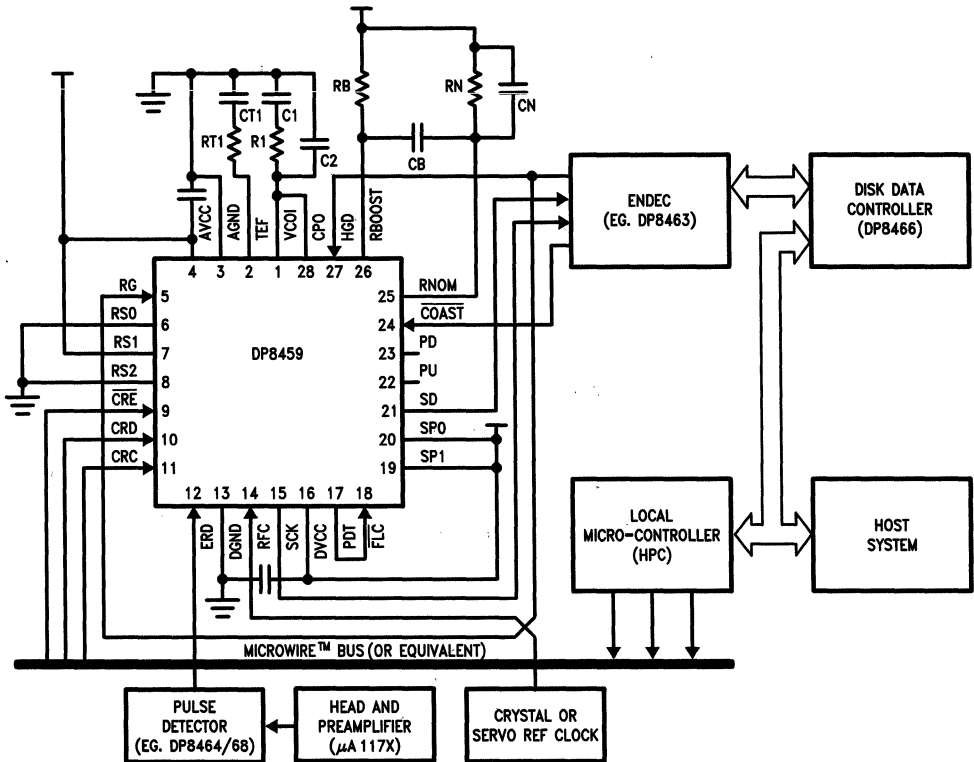 RB
RN
CN
CB
CT1
C1
RT1
R1
C2
AVCC
AGND
TEF
VCOI
CPO
HGD
RBOOST
4
3
2
1
28
27
26
ENDEC
(EG. DP8463)
DISK DATA
CONTROLLER
(DP8466)
RG
5
RS0
6
RS1
7
RS2
8
CRE
9
CRD
10
CRC
11
DP8459
25
RNOM
24
COAST
23
PD
22
PU
21
SD
20
SP0
19
SP1
12
13
14
15
16
17
18
ERD
DGND
RFC
SCK
DVCC
PDT
FLC
LOCAL
MICRO-CONTROLLER
(HPC)
HOST
SYSTEM
MICROWIRE™ BUS (OR EQUIVALENT)
PULSE
DETECTOR
(EG. DP8464/68)
HEAD AND
PREAMPLIFIER
(μA 117X)
CRYSTAL OR
SERVO REF CLOCK